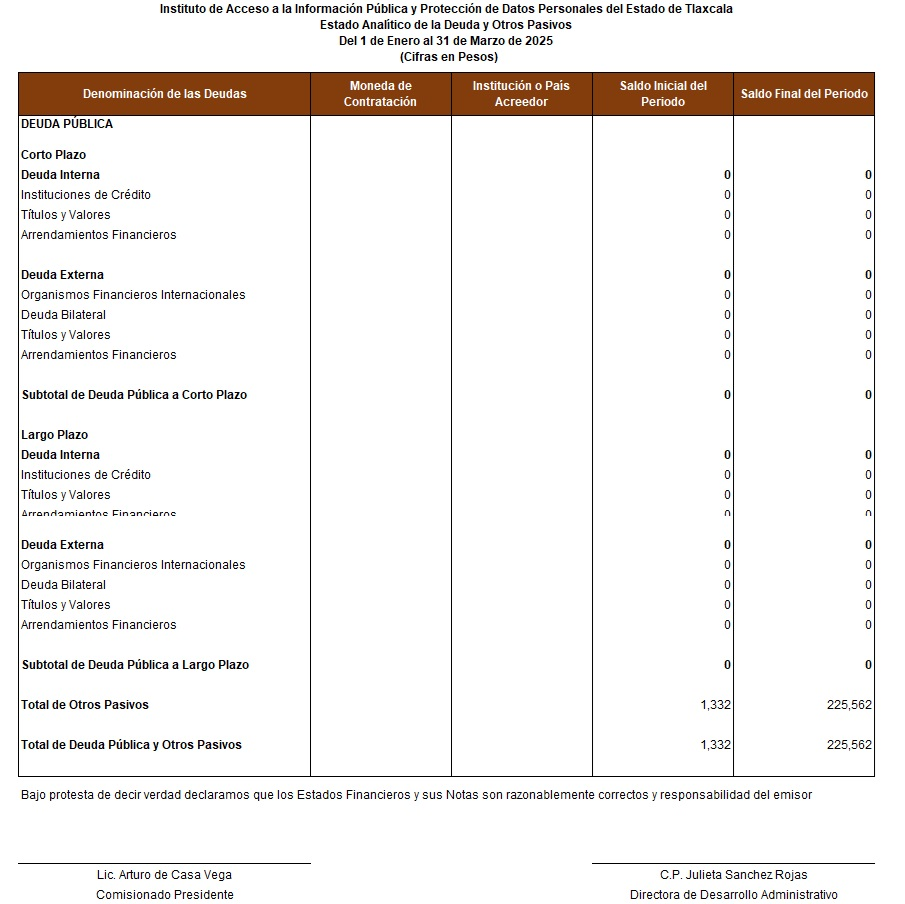 Instituto de Acceso a la Información Pública y Protección de Datos Personales del Estado de Tlaxcala
Estado Analítico de la Deuda y Otros Pasivos
Del 1 de Enero al 31 de Marzo de 2025
(Cifras en Pesos)
Denominación de las Deudas Moneda de Contratación Institución o País Acreedor Saldo Inicial del Periodo Saldo Final del Periodo
DEUDA PÚBLICA
Corto Plazo
Deuda Interna 0 0
Instituciones de Crédito 0 0
Títulos y Valores 0 0
Arrendamientos Financieros 0 0
Deuda Externa 0 0
Organismos Financieros Internacionales 0 0
Deuda Bilateral 0 0
Títulos y Valores 0 0
Arrendamientos Financieros 0 0
Subtotal de Deuda Pública a Corto Plazo 0 0
Largo Plazo
Deuda Interna 0 0
Instituciones de Crédito 0 0
Títulos y Valores 0 0
Arrendamientos Financieros 0 0
Deuda Externa 0 0
Organismos Financieros Internacionales 0 0
Deuda Bilateral 0 0
Títulos y Valores 0 0
Arrendamientos Financieros 0 0
Subtotal de Deuda Pública a Largo Plazo 0 0
Total de Otros Pasivos 1,332 225,562
Total de Deuda Pública y Otros Pasivos 1,332 225,562
Bajo protesta de decir verdad declaramos que los Estados Financieros y sus Notas son razonablemente correctos y responsabilidad del emisor
Lic. Arturo de Casa Vega C.P. Julieta Sanchez Rojas
Comisionado Presidente Directora de Desarrollo Administrativo